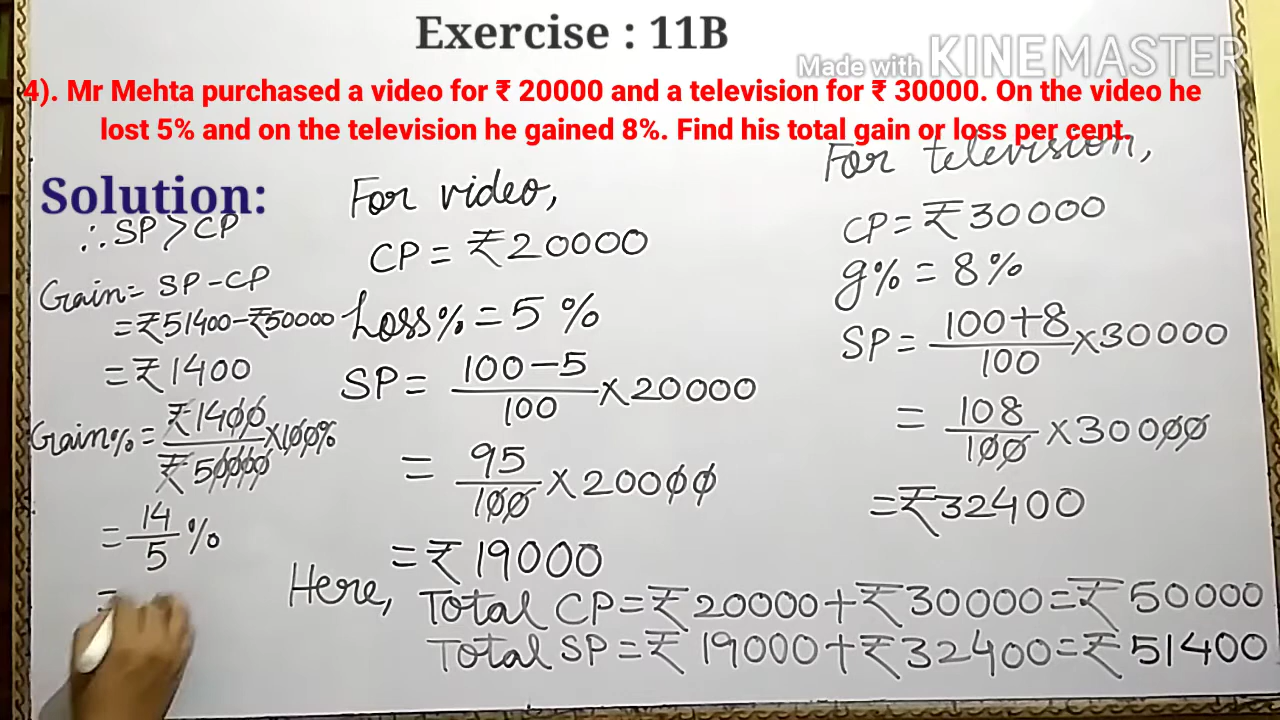 Exercise : 11B
Made with KINEMASTER
4). Mr Mehta purchased a video for ₹ 20000 and a television for ₹ 30000. On the video he
lost 5% and on the television he gained 8%. Find his total gain or loss per cent.
Solution:
∴ SP > CP
Gain = SP - CP
= ₹51400 - ₹50000
= ₹1400
Gain% = ₹1400/₹50000 × 100%
= 14/5 %
=
For video,
CP = ₹20000
Loss% = 5%
SP = 100-5/100 × 20000
= 95/100 × 20000
= ₹19000
For television,
CP = ₹30000
g% = 8%
SP = 100+8/100 × 30000
= 108/100 × 30000
= ₹32400
Here, Total CP = ₹20000 + ₹30000 = ₹50000
Total SP = ₹19000 + ₹32400 = ₹51400